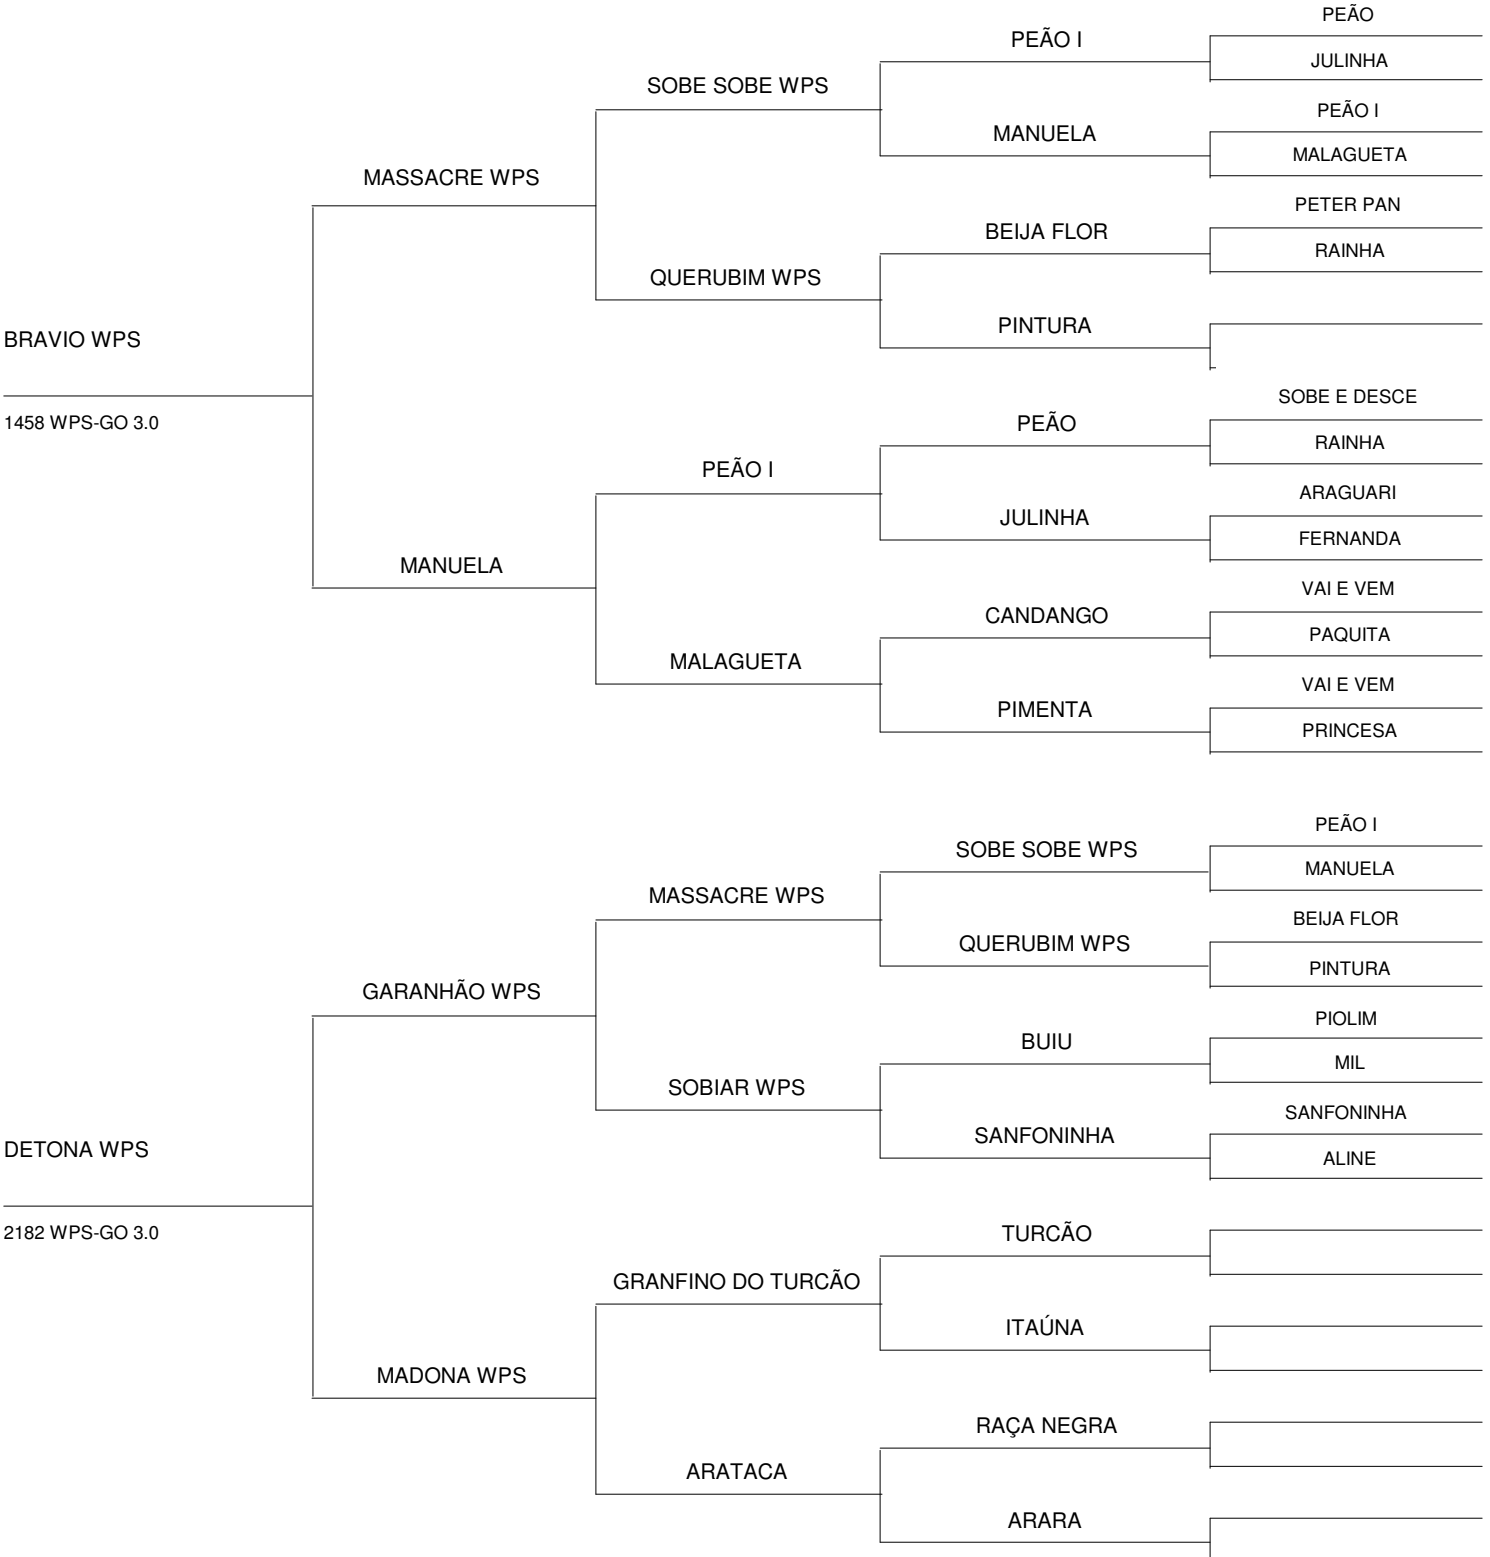 PEÃO
PEÃO I
JULINHA
SOBE SOBE WPS
PEÃO I
MANUELA
MALAGUETA
MASSACRE WPS
PETER PAN
BEIJA FLOR
RAINHA
QUERUBIM WPS
PINTURA
BRAVIO WPS
SOBE E DESCE
1458 WPS-GO 3.0
PEÃO
RAINHA
PEÃO I
ARAGUARI
JULINHA
FERNANDA
MANUELA
VAI E VEM
CANDANGO
PAQUITA
MALAGUETA
VAI E VEM
PIMENTA
PRINCESA
PEÃO I
SOBE SOBE WPS
MANUELA
MASSACRE WPS
BEIJA FLOR
QUERUBIM WPS
PINTURA
GARANHÃO WPS
PIOLIM
BUIU
MIL
SOBIAR WPS
SANFONINHA
SANFONINHA
DETONA WPS
ALINE
2182 WPS-GO 3.0
TURCÃO
GRANFINO DO TURCÃO
ITAÚNA
MADONA WPS
RAÇA NEGRA
ARATACA
ARARA